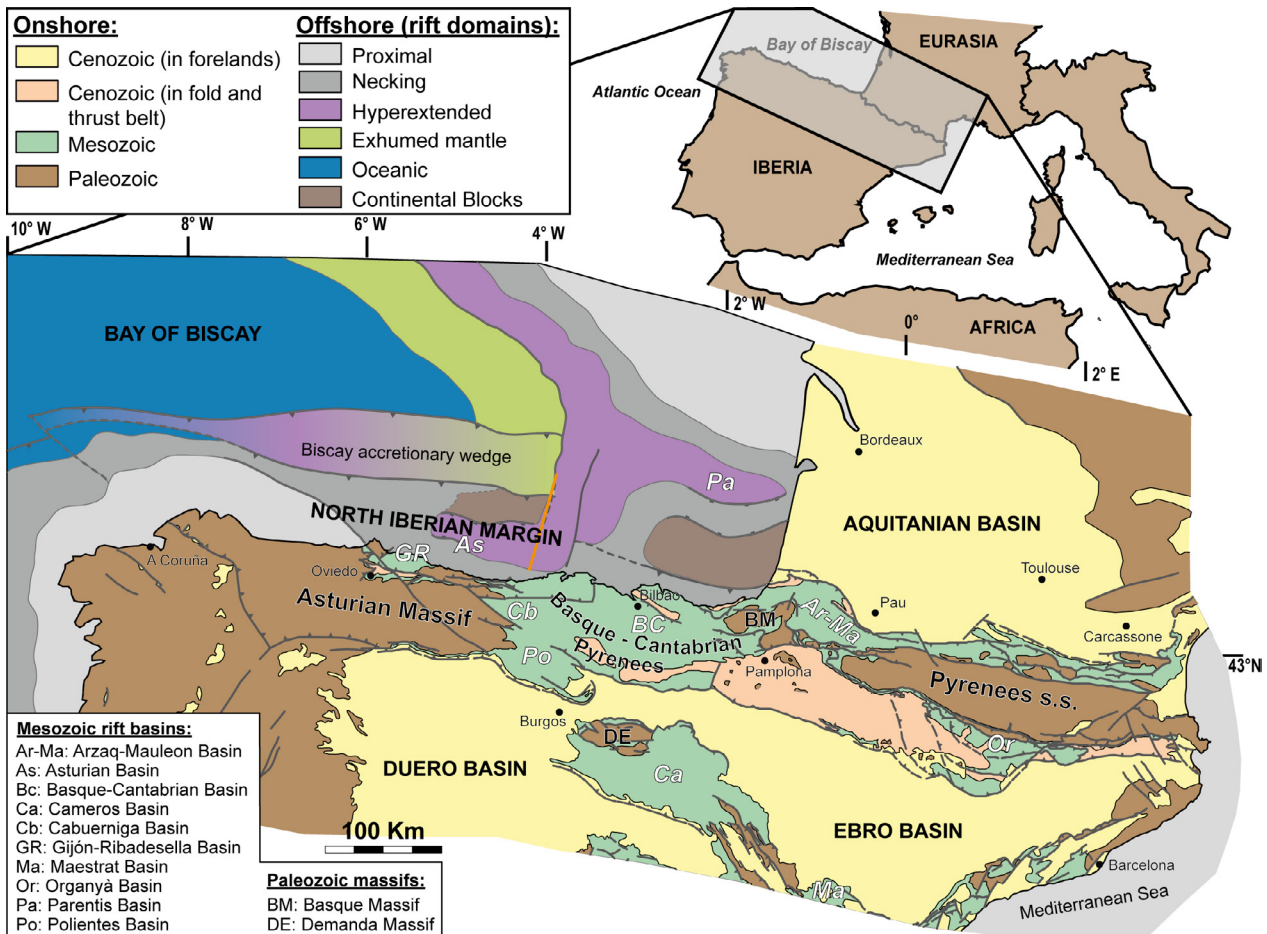 Onshore:
Cenozoic (in forelands)
Cenozoic (in fold and
thrust belt)
Mesozoic
Paleozoic
Offshore (rift domains):
Proximal
Necking
Hyperextended
Exhumed mantle
Oceanic
Continental Blocks
Bay of Biscay
EURASIA
Atlantic Ocean
IBERIA
Mediterranean Sea
AFRICA
10° W
8° W
6° W
4° W
2° W
0°
2° E
43°N
BAY OF BISCAY
Biscay accretionary wedge
Pa
NORTH IBERIAN MARGIN
As
GR
Bordeaux
AQUITANIAN BASIN
Toulouse
Pau
Carcassone
A Coruña
Oviedo
Asturian Massif
Cb
Po
Bilbao
BC
Basque - Cantabrian
Pyrenees
BM
Ar-Ma
Pamplona
Pyrenees s.s.
Or
Burgos
DE
DUERO BASIN
Ca
EBRO BASIN
Ma
Barcelona
Mediterranean Sea
100 Km
Mesozoic rift basins:
Ar-Ma: Arzaq-Mauleon Basin
As: Asturian Basin
Bc: Basque-Cantabrian Basin
Ca: Cameros Basin
Cb: Cabuerniga Basin
GR: Gijón-Ribadesella Basin
Ma: Maestrat Basin
Or: Organyà Basin
Pa: Parentis Basin
Po: Polientes Basin
Paleozoic massifs:
BM: Basque Massif
DE: Demanda Massif